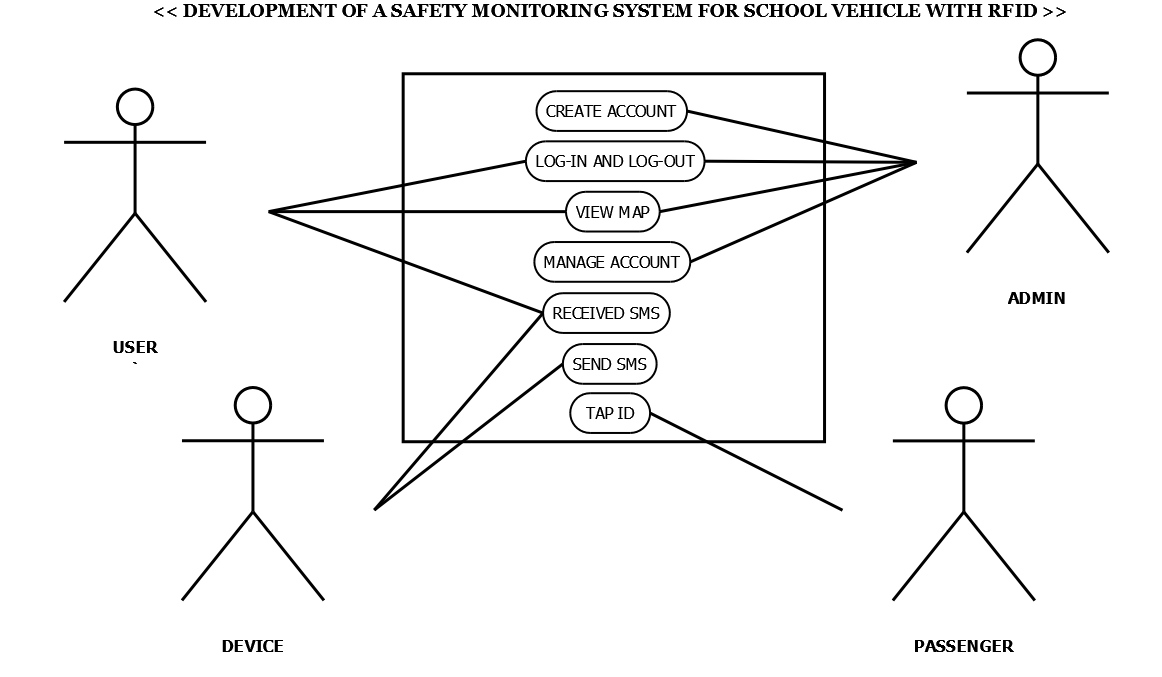 << DEVELOPMENT OF A SAFETY MONITORING SYSTEM FOR SCHOOL VEHICLE WITH RFID >>
CREATE ACCOUNT
LOG-IN AND LOG-OUT
VIEW MAP
MANAGE ACCOUNT
RECEIVED SMS
SEND SMS
TAP ID
ADMIN
USER
`
DEVICE
PASSENGER